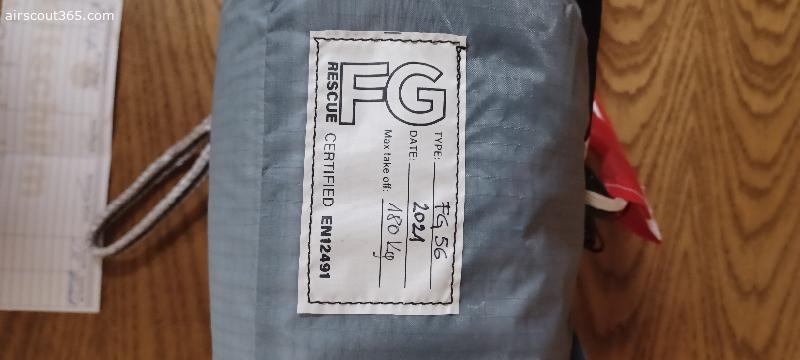 airscout365.com
FG
RESCUE CERTIFIED EN12491
TYPE: FG 56
DATE: 2021
Max take off: 180 Kg